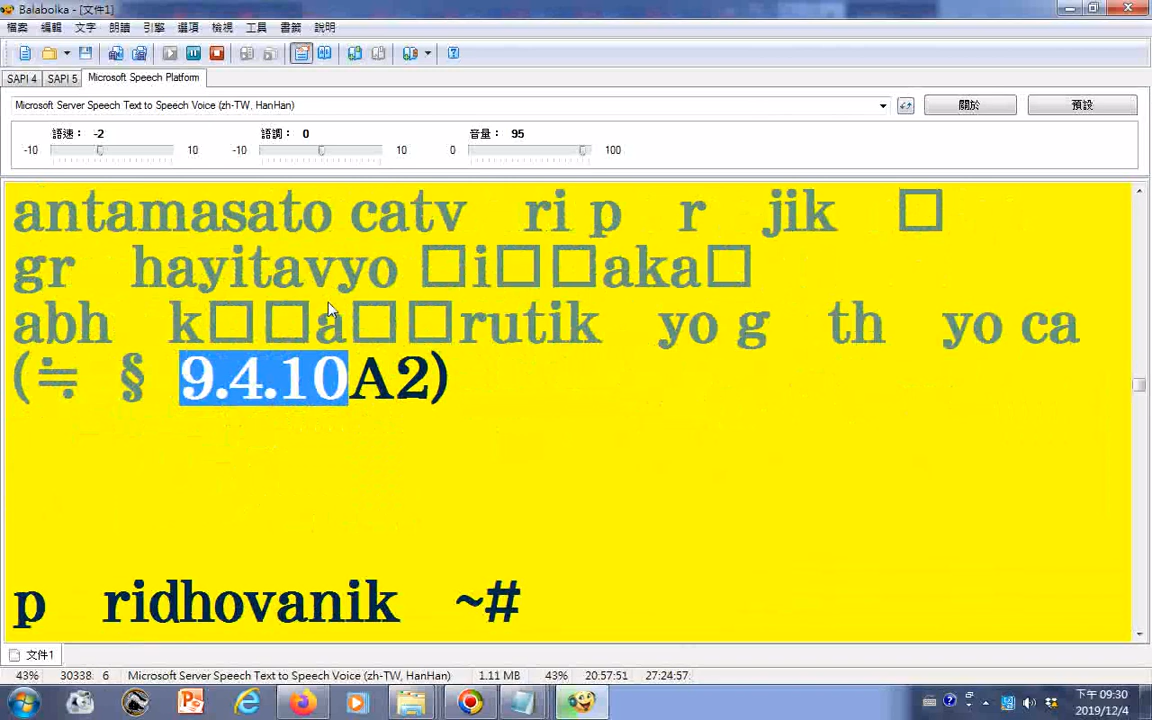 Balabolka - [文件1]
檔案 編輯 文字 朗讀 引擎 選項 檢視 工具 書籤 說明
SAPI 4 SAPI 5 Microsoft Speech Platform
Microsoft Server Speech Text to Speech Voice (zh-TW, HanHan) 關於 預設
語速： -2 語調： 0 音量： 95
-10 10 -10 10 0 100
antamasato catv ri p r jik □
gr hayitavyo □i□□aka□
abh k□□a□□rutik yo g th yo ca
(≒ § 9.4.10A2)
p ridhovanik ~#
文件1
43% 30338: 6 Microsoft Server Speech Text to Speech Voice (zh-TW, HanHan) 1.11 MB 43% 20:57:51 27:24:57
下午 09:30
2019/12/4